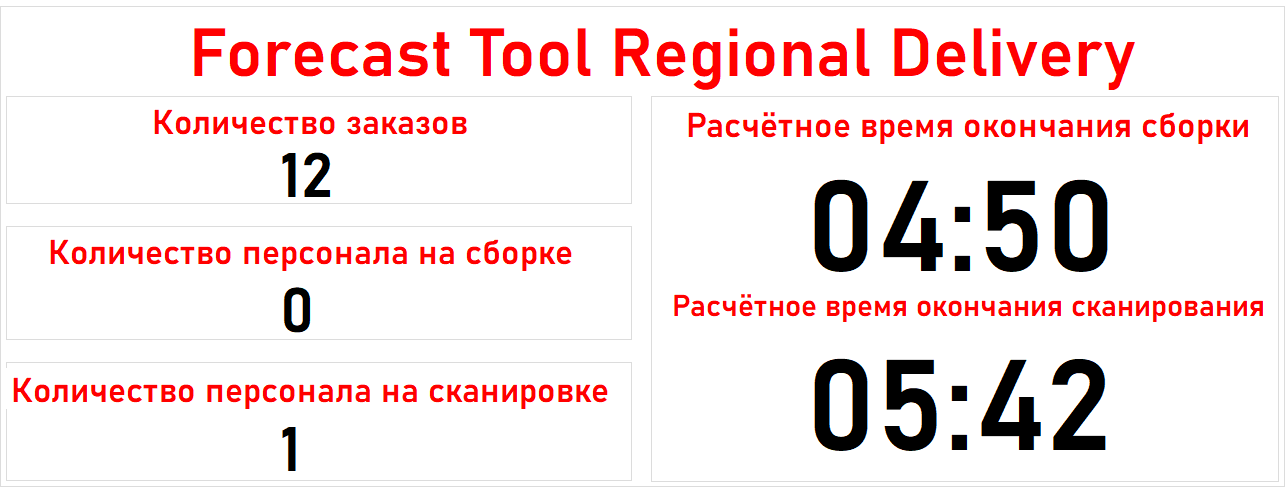 Forecast Tool Regional Delivery
Количество заказов
12
Количество персонала на сборке
0
Количество персонала на сканировке
1
Расчётное время окончания сборки
04:50
Расчётное время окончания сканирования
05:42